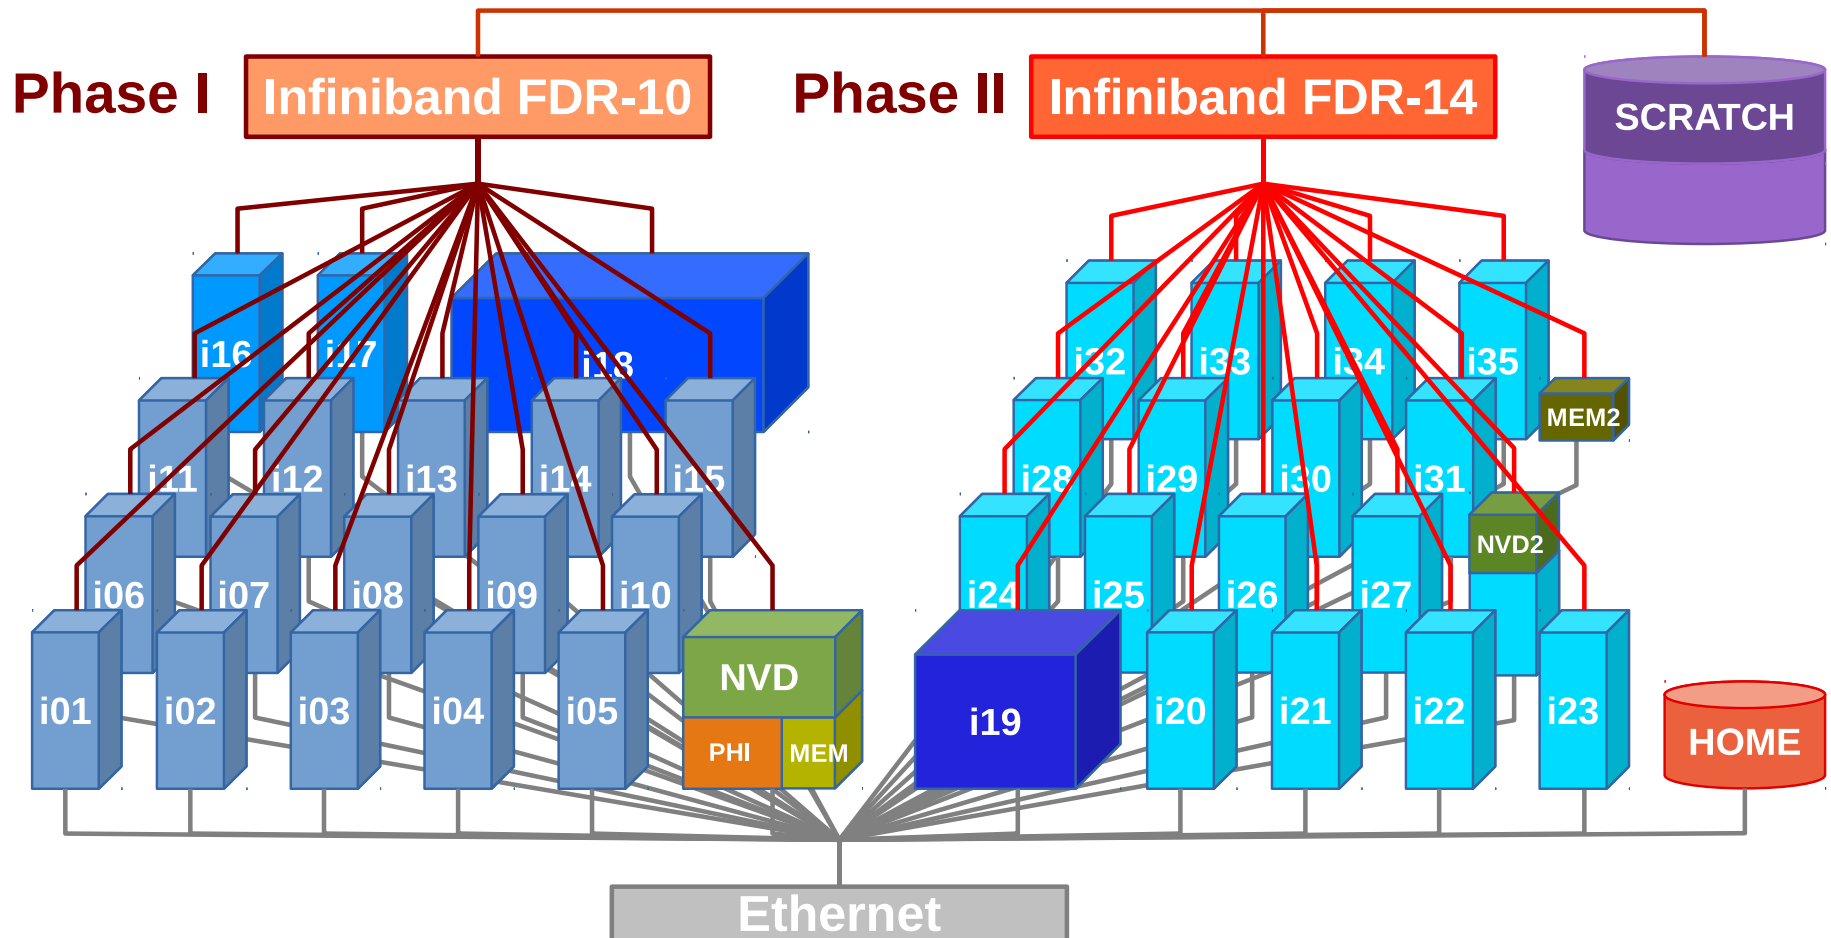 Phase I
Infiniband FDR-10
Phase II
Infiniband FDR-14
SCRATCH
i16
i17
i18
i32
i33
i34
i35
MEM2
i11
i12
i13
i14
i15
i28
i29
i30
i31
NVD2
i06
i07
i08
i09
i10
i24
i25
i26
i27
NVD
i01
i02
i03
i04
i05
PHI
MEM
i19
i20
i21
i22
i23
HOME
Ethernet